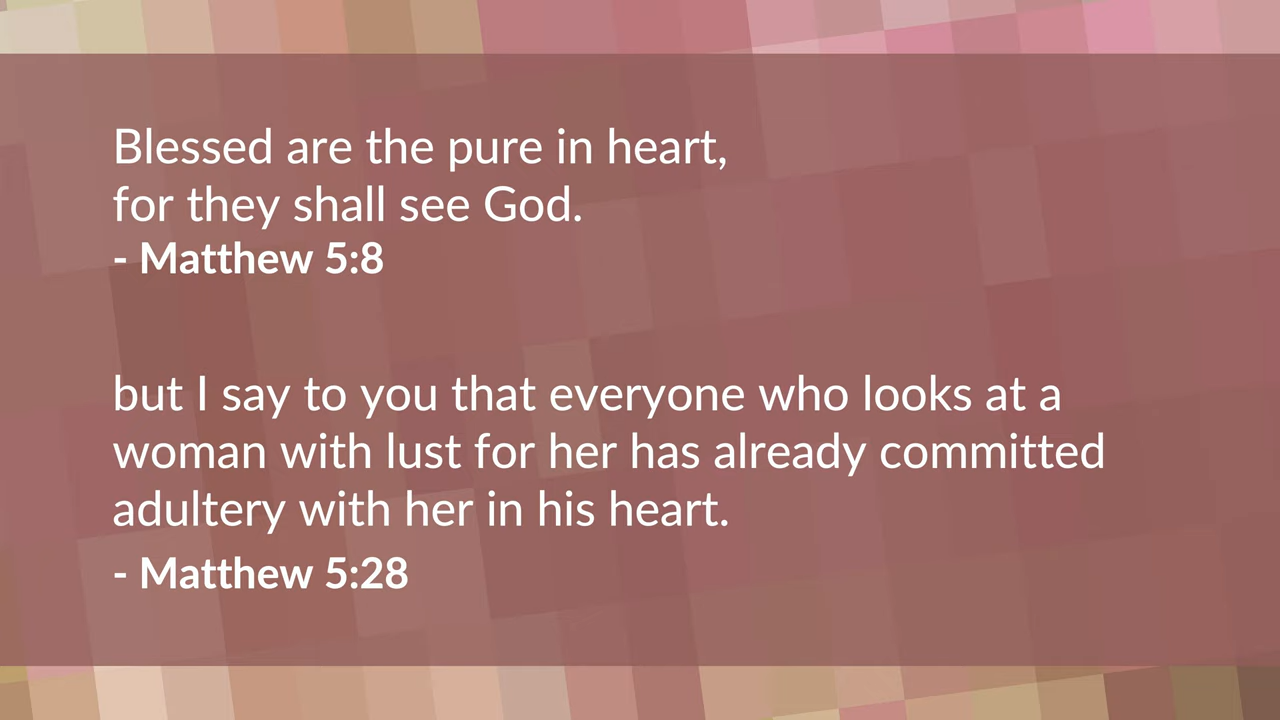 Blessed are the pure in heart,
for they shall see God.
- Matthew 5:8
but I say to you that everyone who looks at a
woman with lust for her has already committed
adultery with her in his heart.
- Matthew 5:28